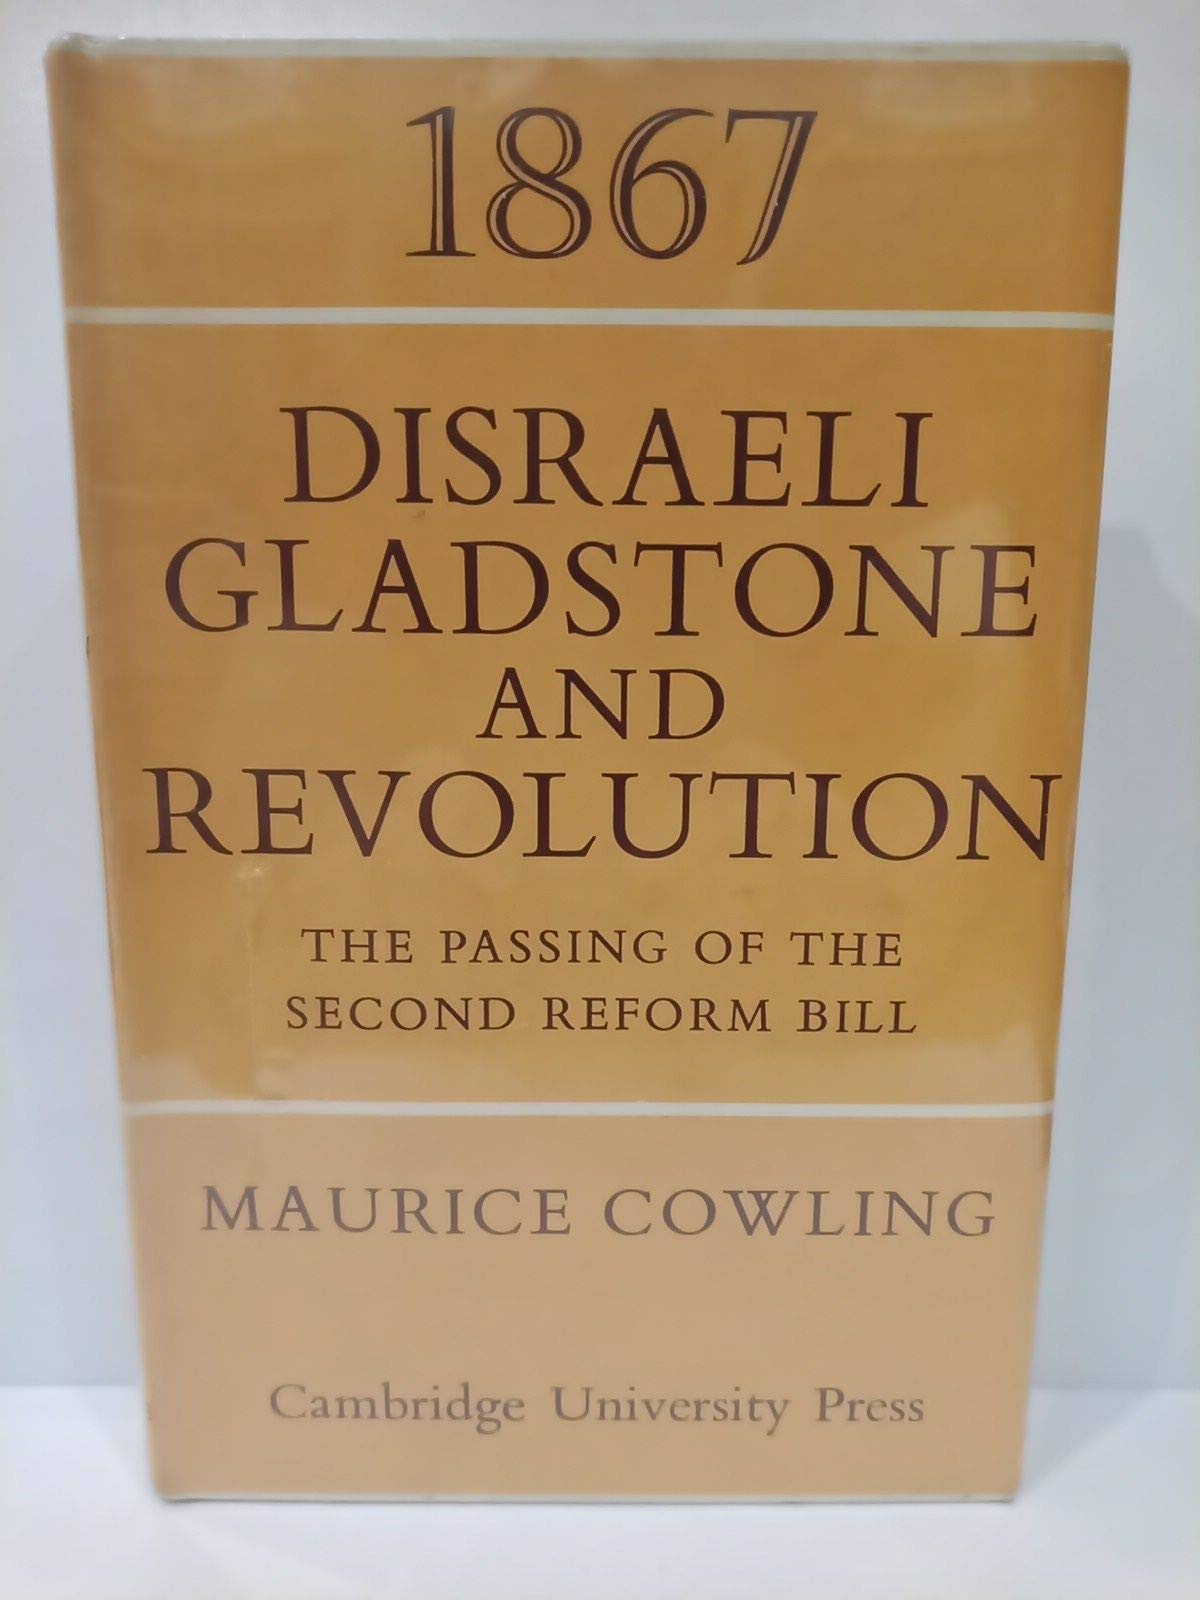 1867
DISRAELI
GLADSTONE
AND
REVOLUTION
THE PASSING OF THE
SECOND REFORM BILL
MAURICE COWLING
Cambridge University Press